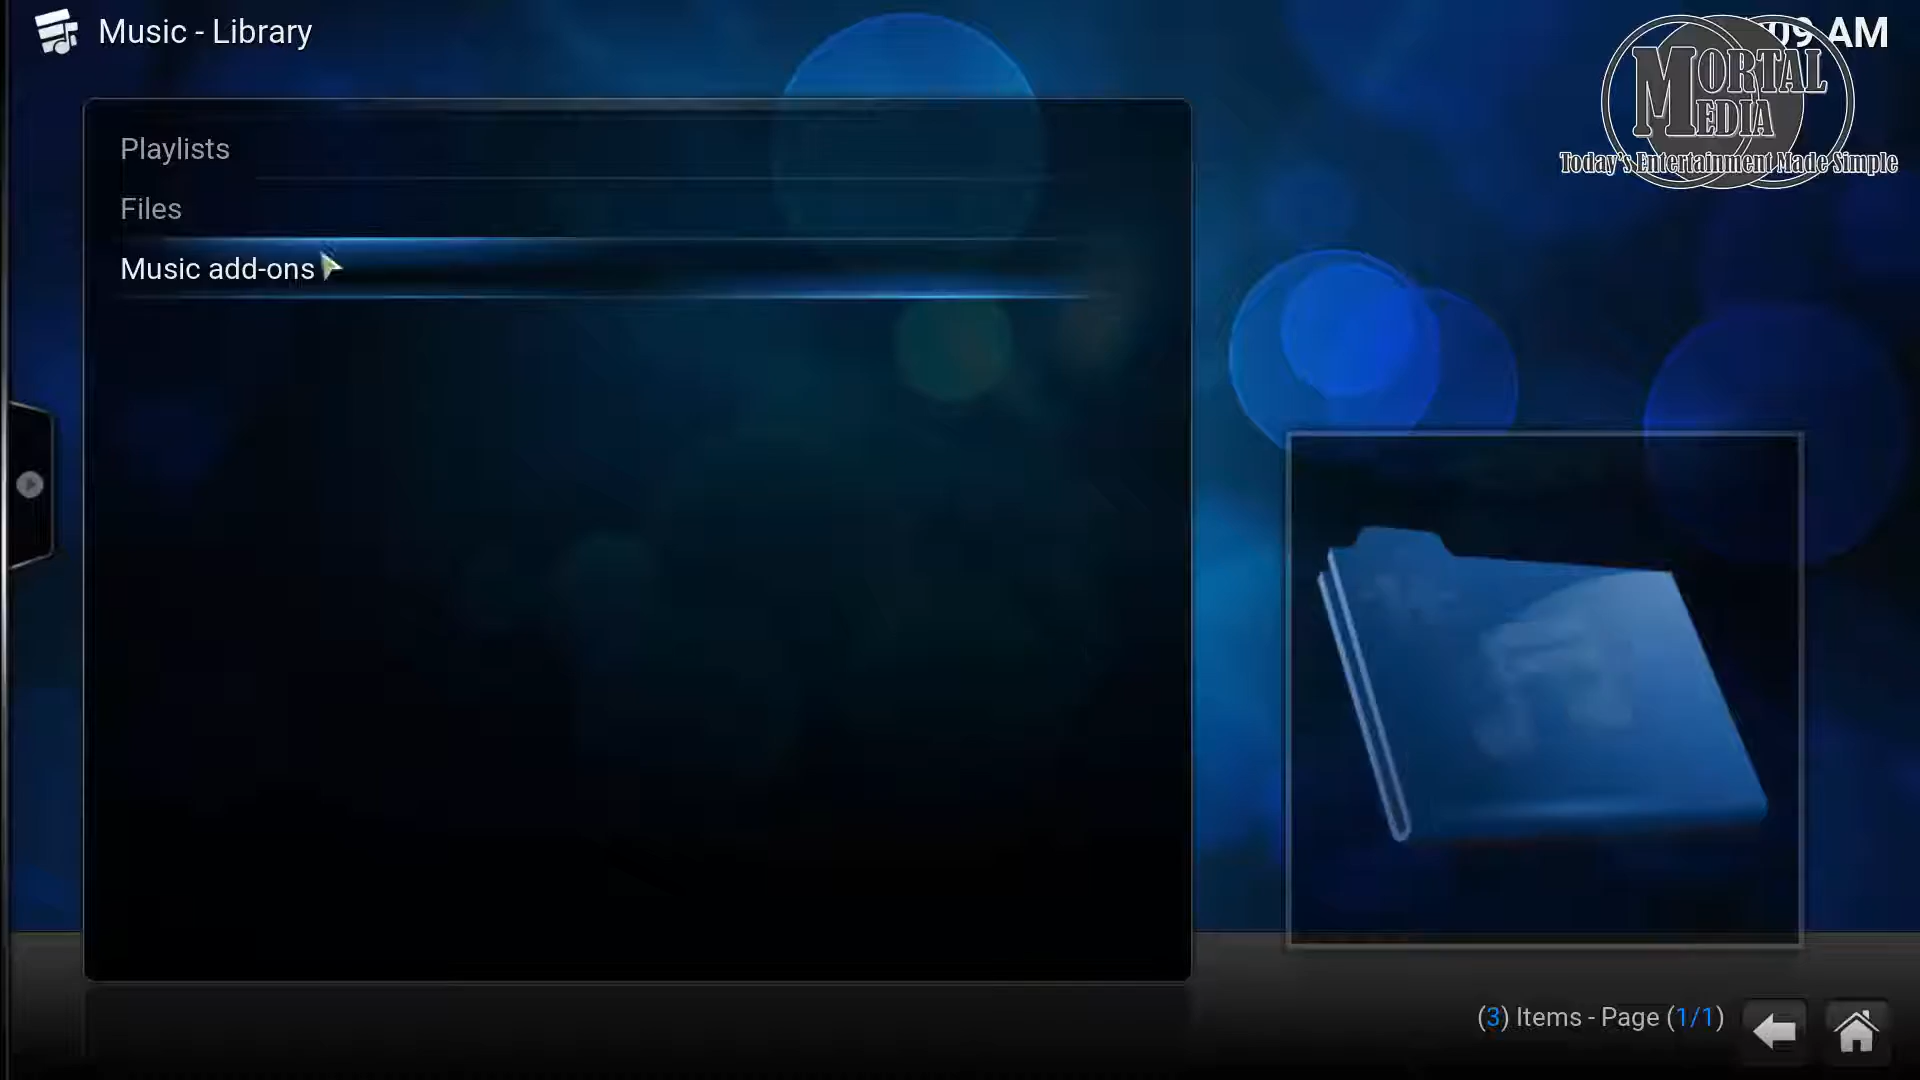 Music - Library
09 AM
MORTAL
MEDIA
Today's Entertainment Made Simple
Playlists
Files
Music add-ons
(3) Items - Page (1/1)